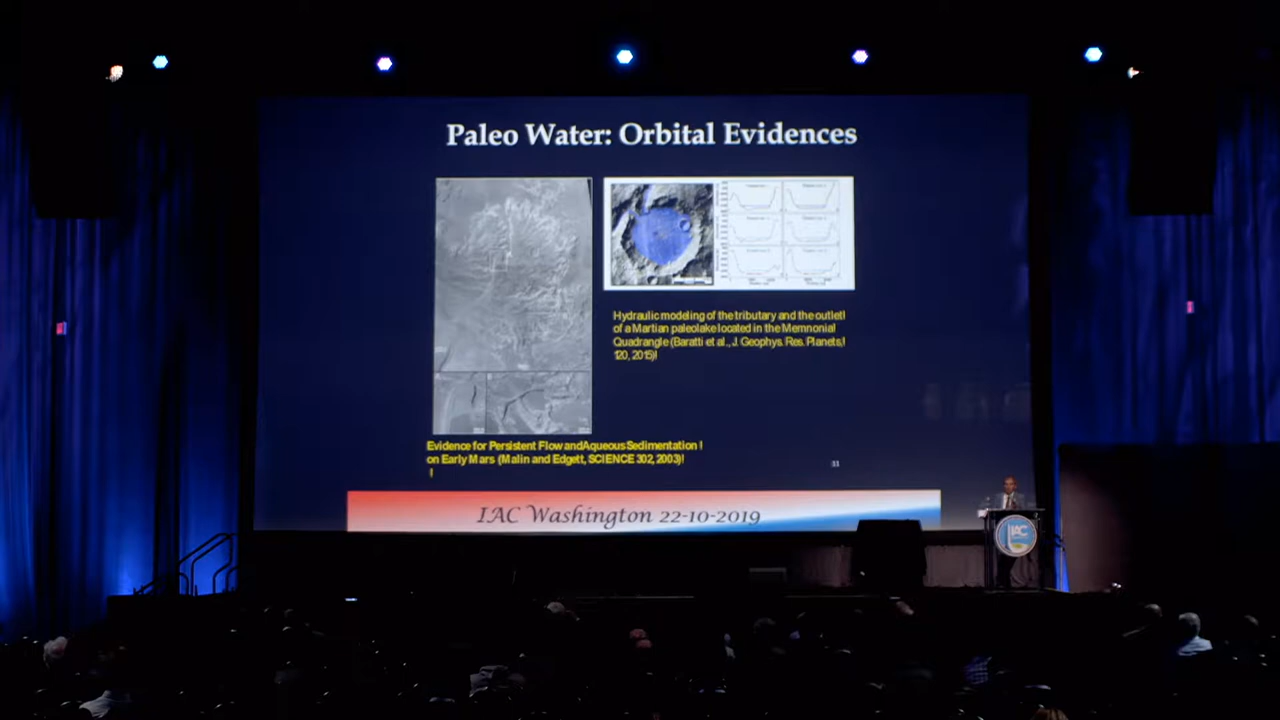 Paleo Water: Orbital Evidences
Hydraulic modeling of the tributary and the outlet!
of a Martian paleolake located in the Memnonia!
Quadrangle (Baratti et al., J. Geophys. Res. Planets,!
120, 2015)!
Evidence for Persistent Flow and Aqueous Sedimentation !
on Early Mars (Malin and Edgett, SCIENCE 302, 2003)!
!
IAC Washington 22-10-2019
IAC